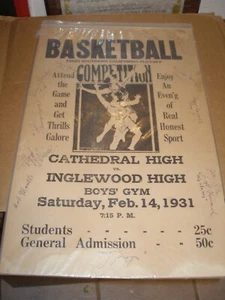 BASKETBALL
COMPETITION
Attend
the
Game
and
Get
Thrills
Galore
Enjoy
An
Even'g
of
Real
Honest
Sport
CATHEDRAL HIGH
vs.
INGLEWOOD HIGH
BOYS' GYM
Saturday, Feb. 14, 1931
7:15 P. M.
Students - - - - - 25c
General Admission - - 50c